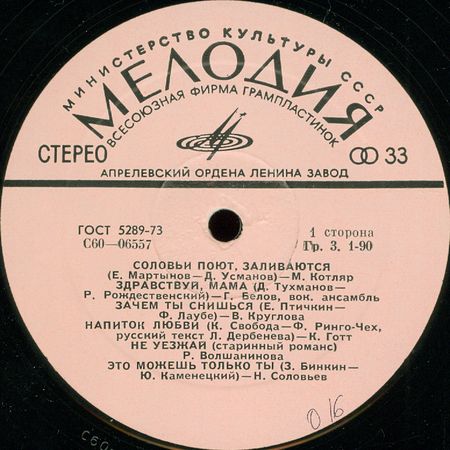 МИНИСТЕРСТВО КУЛЬТУРЫ СССР
МЕЛОДИЯ
ВСЕСОЮЗНАЯ ФИРМА ГРАМПЛАСТИНОК
СТЕРЕО
33
АПРЕЛЕВСКИЙ ОРДЕНА ЛЕНИНА ЗАВОД
ГОСТ 5289-73
С60—06557
1 сторона
Гр. 3. 1-90
СОЛОВЬИ ПОЮТ, ЗАЛИВАЮТСЯ
(Е. Мартынов—Д. Усманов)—М. Котляр
ЗДРАВСТВУЙ, МАМА (Д. Тухманов—
Р. Рождественский)—Г. Белов, вок. ансамбль
ЗАЧЕМ ТЫ СНИШЬСЯ (Е. Птичкин—
Ф. Лаубе)—В. Круглова
НАПИТОК ЛЮБВИ (К. Свобода—Ф. Ринго-Чех,
русский текст Л. Дербенева)—К. Готт
НЕ УЕЗЖАЙ (старинный романс)
Р. Волшанинова
ЭТО МОЖЕШЬ ТОЛЬКО ТЫ (З. Бинкин—
Ю. Каменецкий)—Н. Соловьев
016